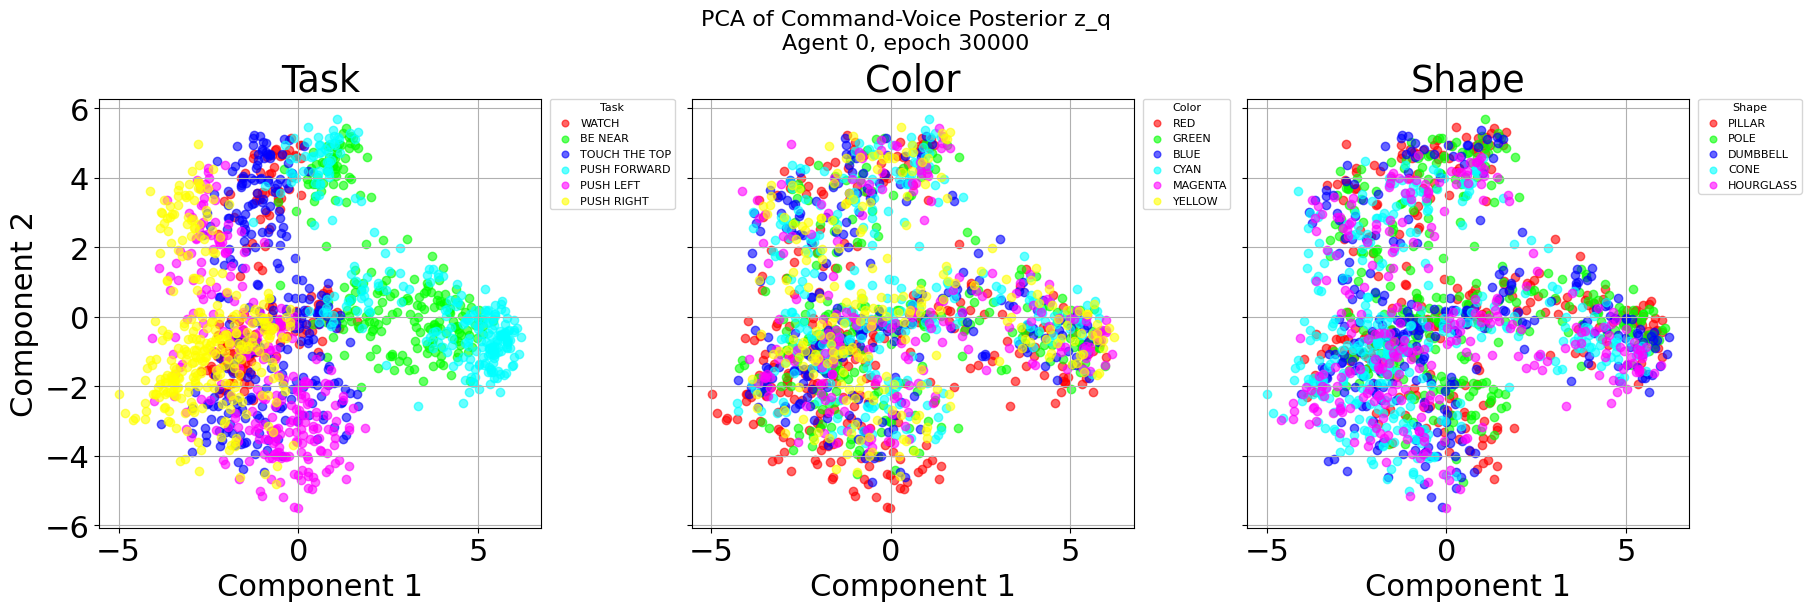 PCA of Command-Voice Posterior z_q
Agent 0, epoch 30000
Task
Color
Shape
Task
WATCH
BE NEAR
TOUCH THE TOP
PUSH FORWARD
PUSH LEFT
PUSH RIGHT
Color
RED
GREEN
BLUE
CYAN
MAGENTA
YELLOW
Shape
PILLAR
POLE
DUMBBELL
CONE
HOURGLASS
Component 2
6
4
2
0
−2
−4
−6
−5 0 5
−5 0 5
−5 0 5
Component 1
Component 1
Component 1